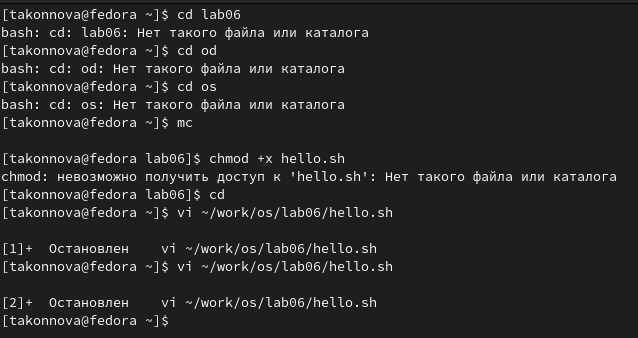 [takonnova@fedora ~]$ cd lab06
bash: cd: lab06: Нет такого файла или каталога
[takonnova@fedora ~]$ cd od
bash: cd: od: Нет такого файла или каталога
[takonnova@fedora ~]$ cd os
bash: cd: os: Нет такого файла или каталога
[takonnova@fedora ~]$ mc
[takonnova@fedora lab06]$ chmod +x hello.sh
chmod: невозможно получить доступ к 'hello.sh': Нет такого файла или каталога
[takonnova@fedora lab06]$ cd
[takonnova@fedora ~]$ vi ~/work/os/lab06/hello.sh
[1]+  Остановлен    vi ~/work/os/lab06/hello.sh
[takonnova@fedora ~]$ vi ~/work/os/lab06/hello.sh
[2]+  Остановлен    vi ~/work/os/lab06/hello.sh
[takonnova@fedora ~]$